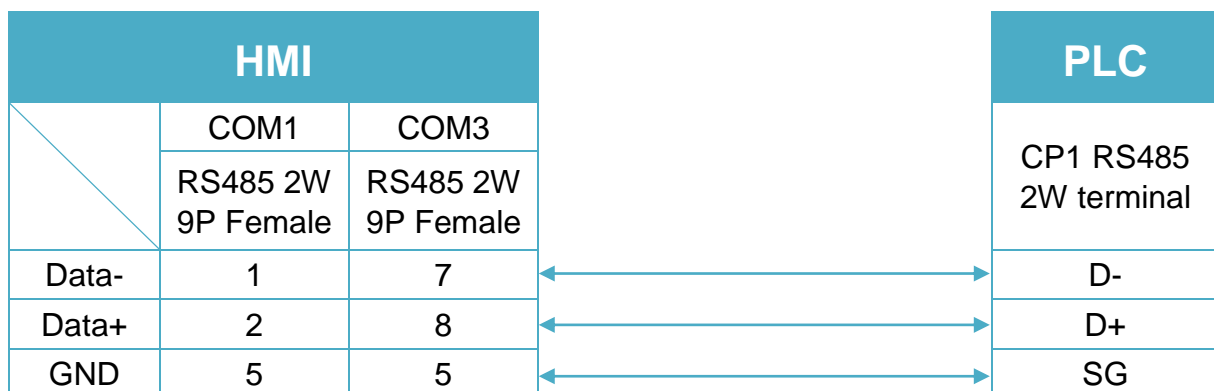 HMI PLC
COM1 COM3
RS485 2W RS485 2W
9P Female 9P Female
CP1 RS485
2W terminal
Data- 1 7 D-
Data+ 2 8 D+
GND 5 5 SG